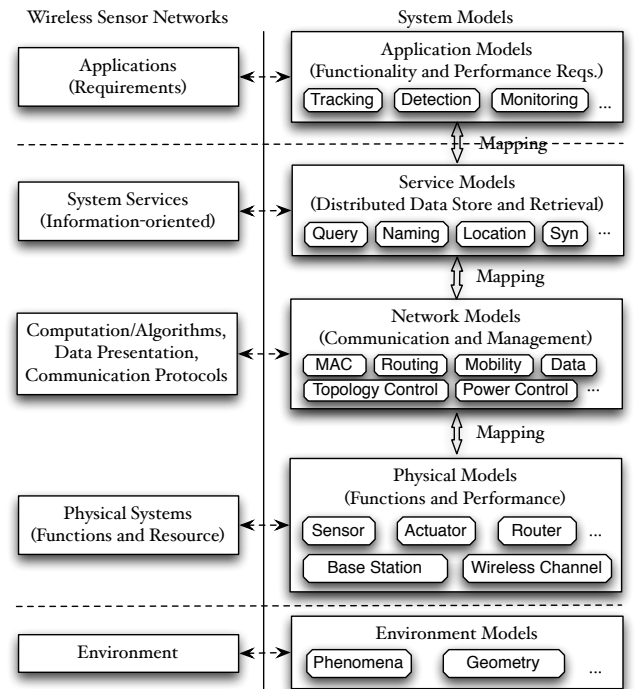 Wireless Sensor Networks
System Models
Applications
(Requirements)
Application Models
(Functionality and Performance Reqs.)
Tracking Detection Monitoring ...
Mapping
System Services
(Information-oriented)
Service Models
(Distributed Data Store and Retrieval)
Query Naming Location Syn ...
Mapping
Computation/Algorithms,
Data Presentation,
Communication Protocols
Network Models
(Communication and Management)
MAC Routing Mobility Data
Topology Control Power Control ...
Mapping
Physical Systems
(Functions and Resource)
Physical Models
(Functions and Performance)
Sensor Actuator Router ...
Base Station Wireless Channel
Environment
Environment Models
Phenomena Geometry ...